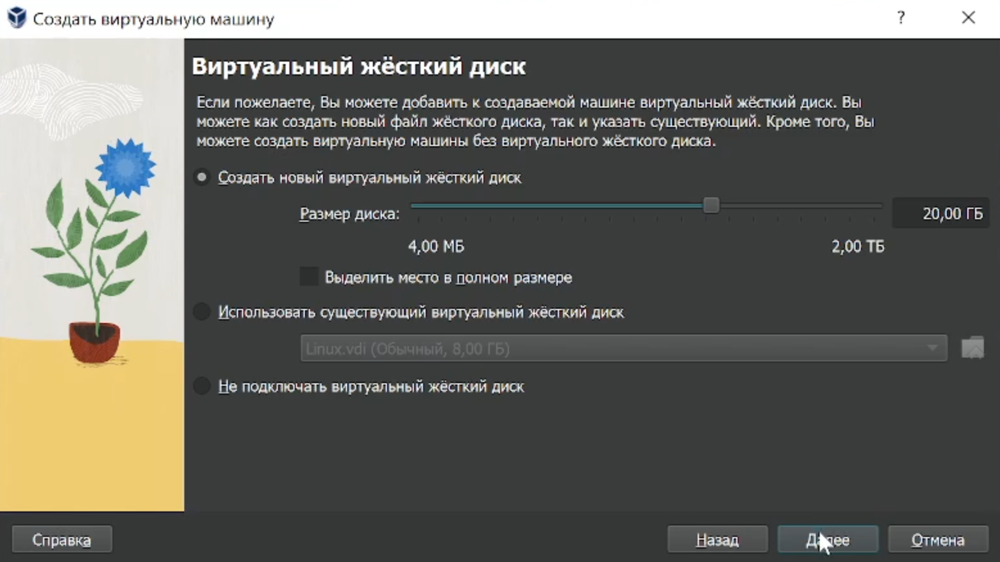 Создать виртуальную машину
?
Виртуальный жёсткий диск
Если пожелаете, Вы можете добавить к создаваемой машине виртуальный жёсткий диск. Вы
можете как создать новый файл жёсткого диска, так и указать существующий. Кроме того, Вы
можете создать виртуальную машины без виртуального жёсткого диска.
Создать новый виртуальный жёсткий диск
Размер диска:
20,00 ГБ
4,00 МБ
2,00 ТБ
Выделить место в полном размере
Использовать существующий виртуальный жёсткий диск
Linux.vdi (Обычный, 8,00 ГБ)
Не подключать виртуальный жёсткий диск
Справка
Назад
Далее
Отмена